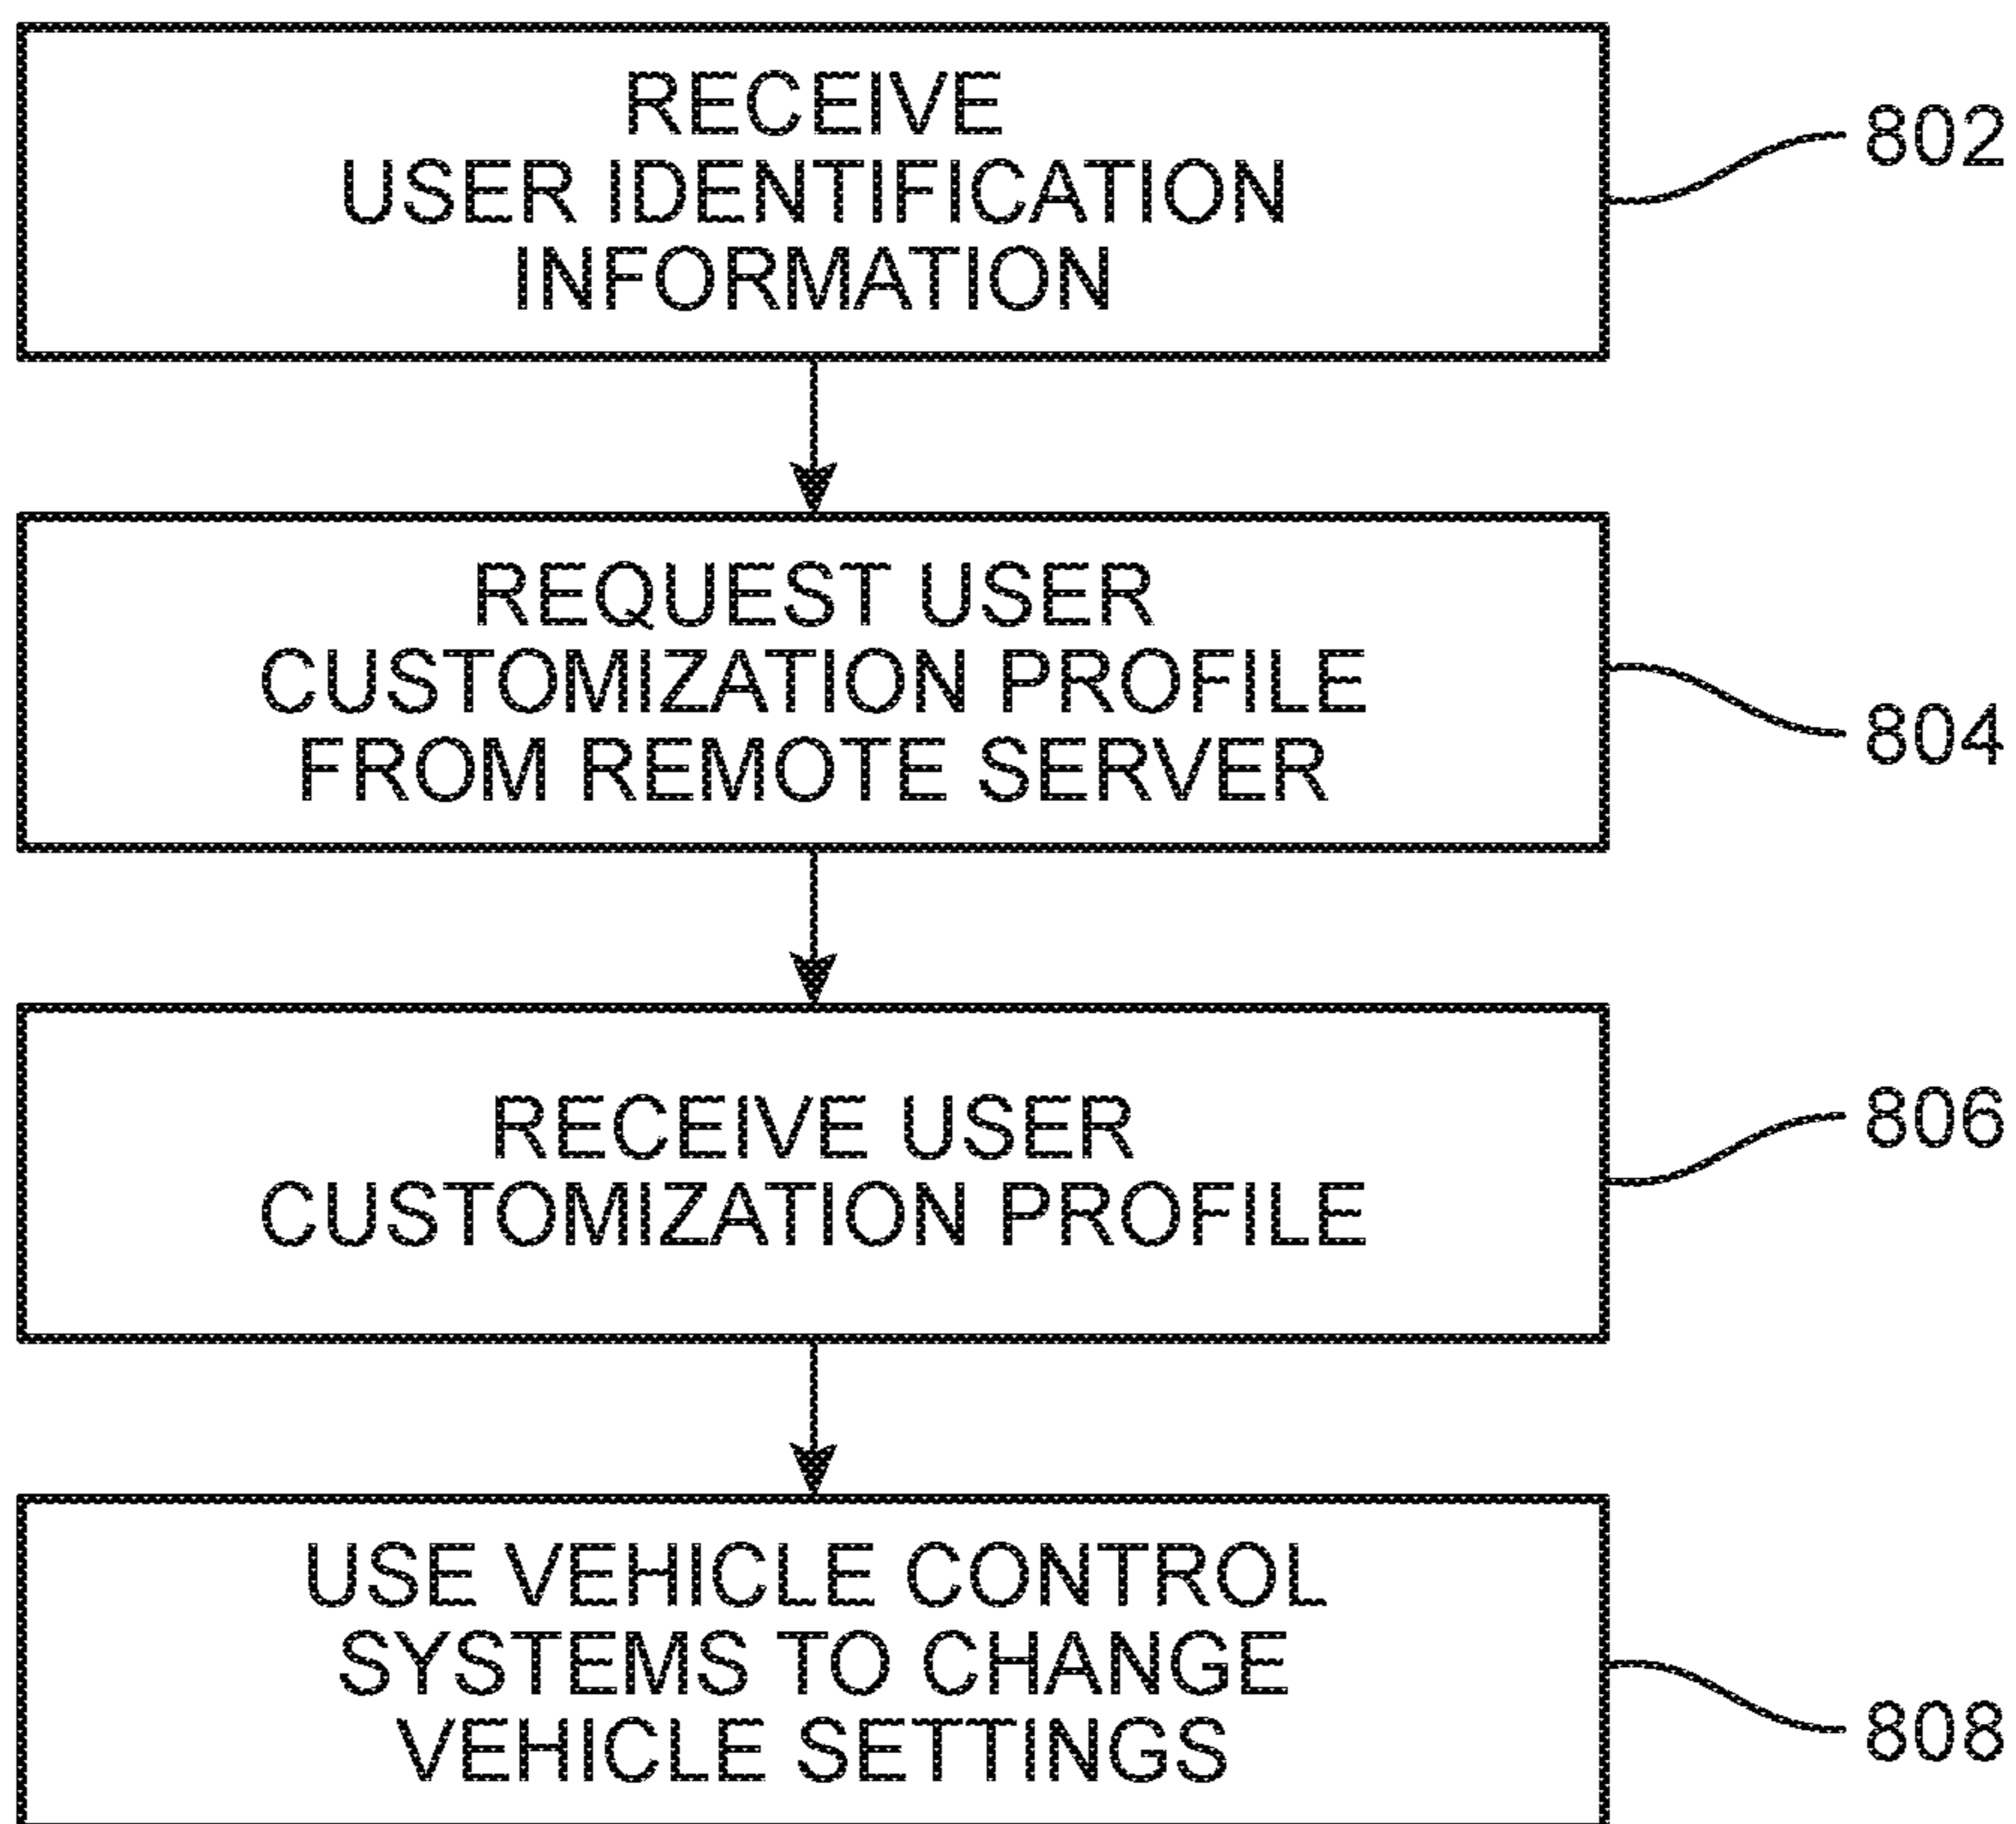 RECEIVE
USER IDENTIFICATION
INFORMATION
802
REQUEST USER
CUSTOMIZATION PROFILE
FROM REMOTE SERVER
804
RECEIVE USER
CUSTOMIZATION PROFILE
806
USE VEHICLE CONTROL
SYSTEMS TO CHANGE
VEHICLE SETTINGS
808